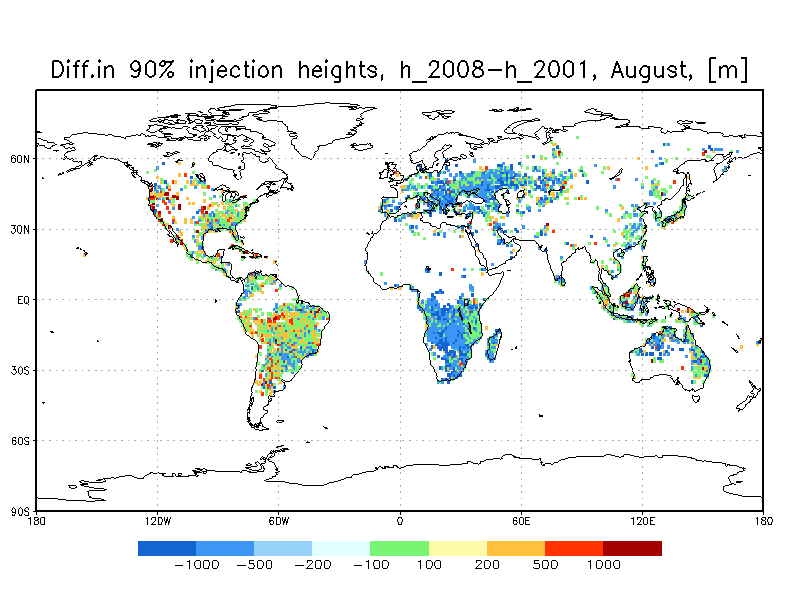 Diff.in 90% injection heights, h_2008−h_2001, August, [m]
60N
30N
EQ
30S
60S
90S
180 120W 60W 0 60E 120E 180
−1000 −500 −200 −100 100 200 500 1000